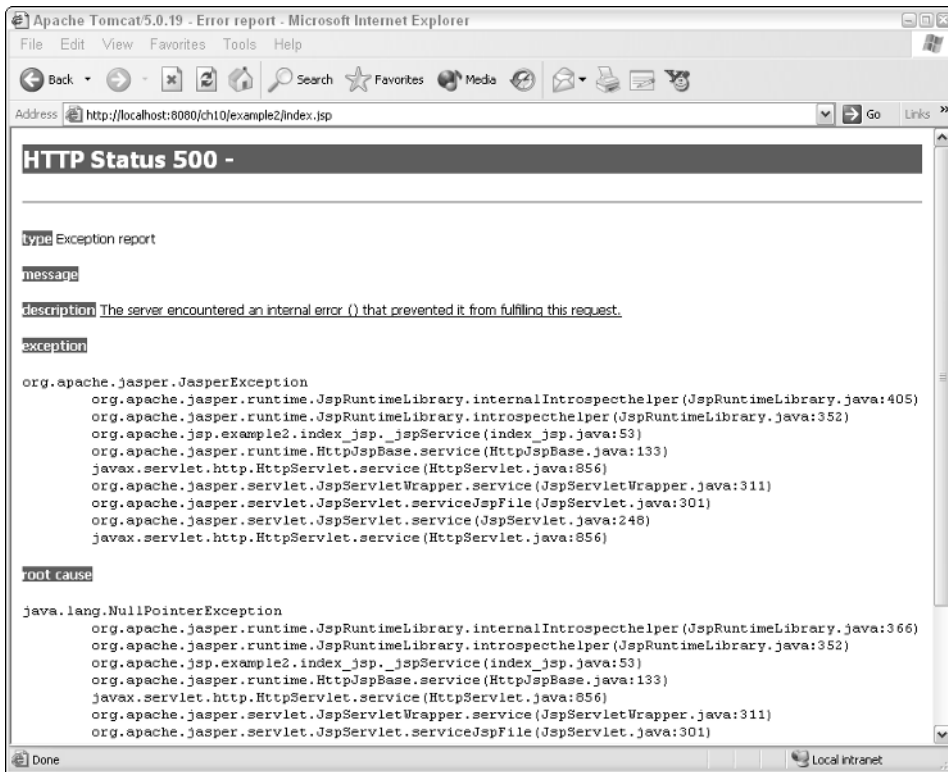 Apache Tomcat/5.0.19 - Error report - Microsoft Internet Explorer
File Edit View Favorites Tools Help
Back Search Favorites Media
Address http://localhost:8080/ch10/example2/index.jsp Go Links »
HTTP Status 500 -
type Exception report
message
description The server encountered an internal error () that prevented it from fulfilling this request.
exception
org.apache.jasper.JasperException
org.apache.jasper.runtime.JspRuntimeLibrary.internalIntrospecthelper(JspRuntimeLibrary.java:405)
org.apache.jasper.runtime.JspRuntimeLibrary.introspecthelper(JspRuntimeLibrary.java:352)
org.apache.jsp.example2.index_jsp._jspService(index_jsp.java:53)
org.apache.jasper.runtime.HttpJspBase.service(HttpJspBase.java:133)
javax.servlet.http.HttpServlet.service(HttpServlet.java:856)
org.apache.jasper.servlet.JspServletWrapper.service(JspServletWrapper.java:311)
org.apache.jasper.servlet.JspServlet.serviceJspFile(JspServlet.java:301)
org.apache.jasper.servlet.JspServlet.service(JspServlet.java:248)
javax.servlet.http.HttpServlet.service(HttpServlet.java:856)
root cause
java.lang.NullPointerException
org.apache.jasper.runtime.JspRuntimeLibrary.internalIntrospecthelper(JspRuntimeLibrary.java:366)
org.apache.jasper.runtime.JspRuntimeLibrary.introspecthelper(JspRuntimeLibrary.java:352)
org.apache.jsp.example2.index_jsp._jspService(index_jsp.java:53)
org.apache.jasper.runtime.HttpJspBase.service(HttpJspBase.java:133)
javax.servlet.http.HttpServlet.service(HttpServlet.java:856)
org.apache.jasper.servlet.JspServletWrapper.service(JspServletWrapper.java:311)
org.apache.jasper.servlet.JspServlet.serviceJspFile(JspServlet.java:301)
Done Local intranet